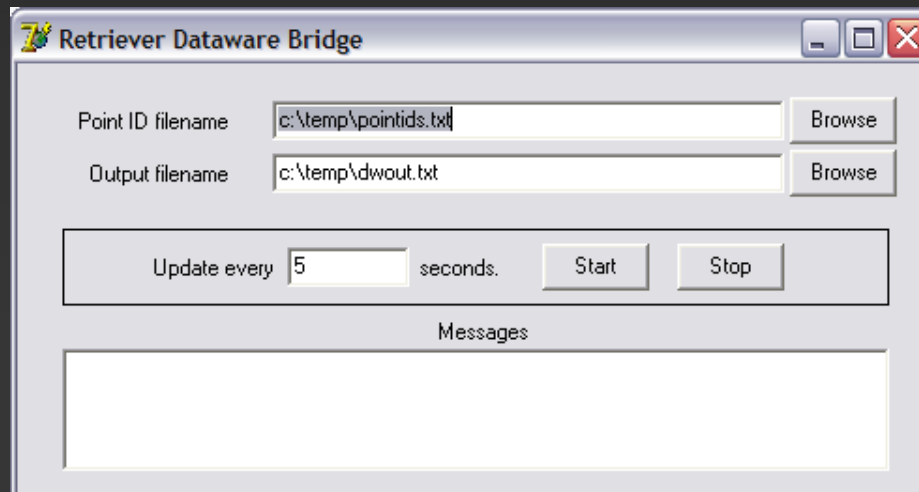 Retriever Dataware Bridge
Point ID filename c:\temp\pointids.txt Browse
Output filename c:\temp\dwout.txt Browse
Update every 5 seconds. Start Stop
Messages